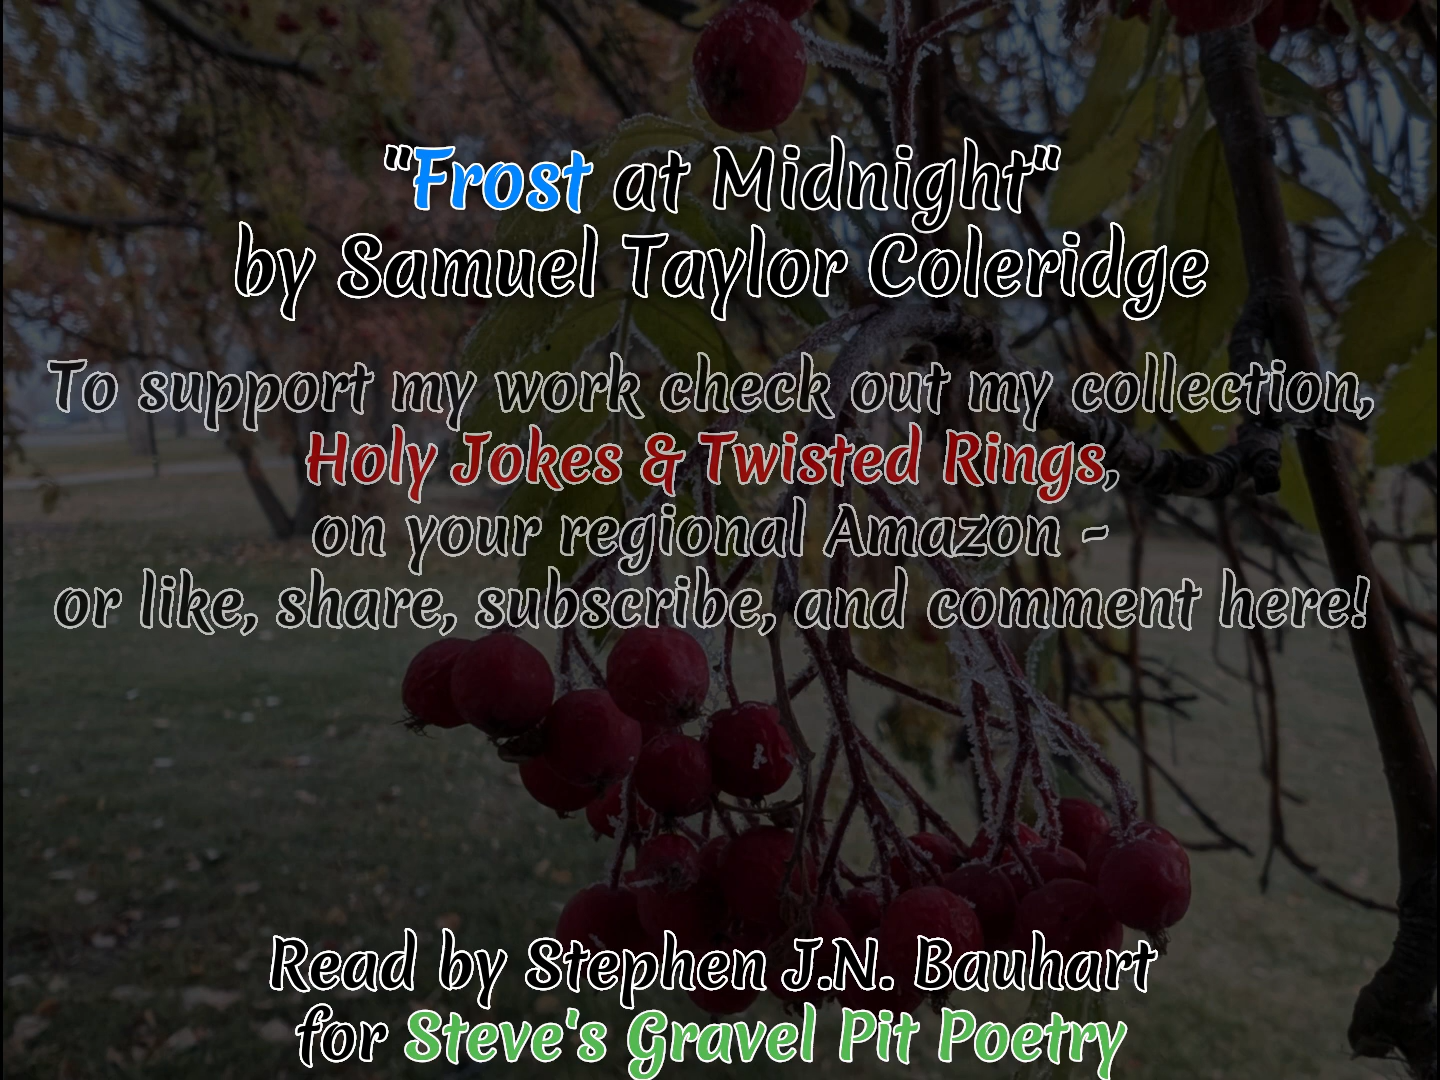 "Frost at Midnight"
by Samuel Taylor Coleridge
To support my work check out my collection,
Holy Jokes & Twisted Rings,
on your regional Amazon -
or like, share, subscribe, and comment here!
Read by Stephen J.N. Bauhart
for Steve's Gravel Pit Poetry